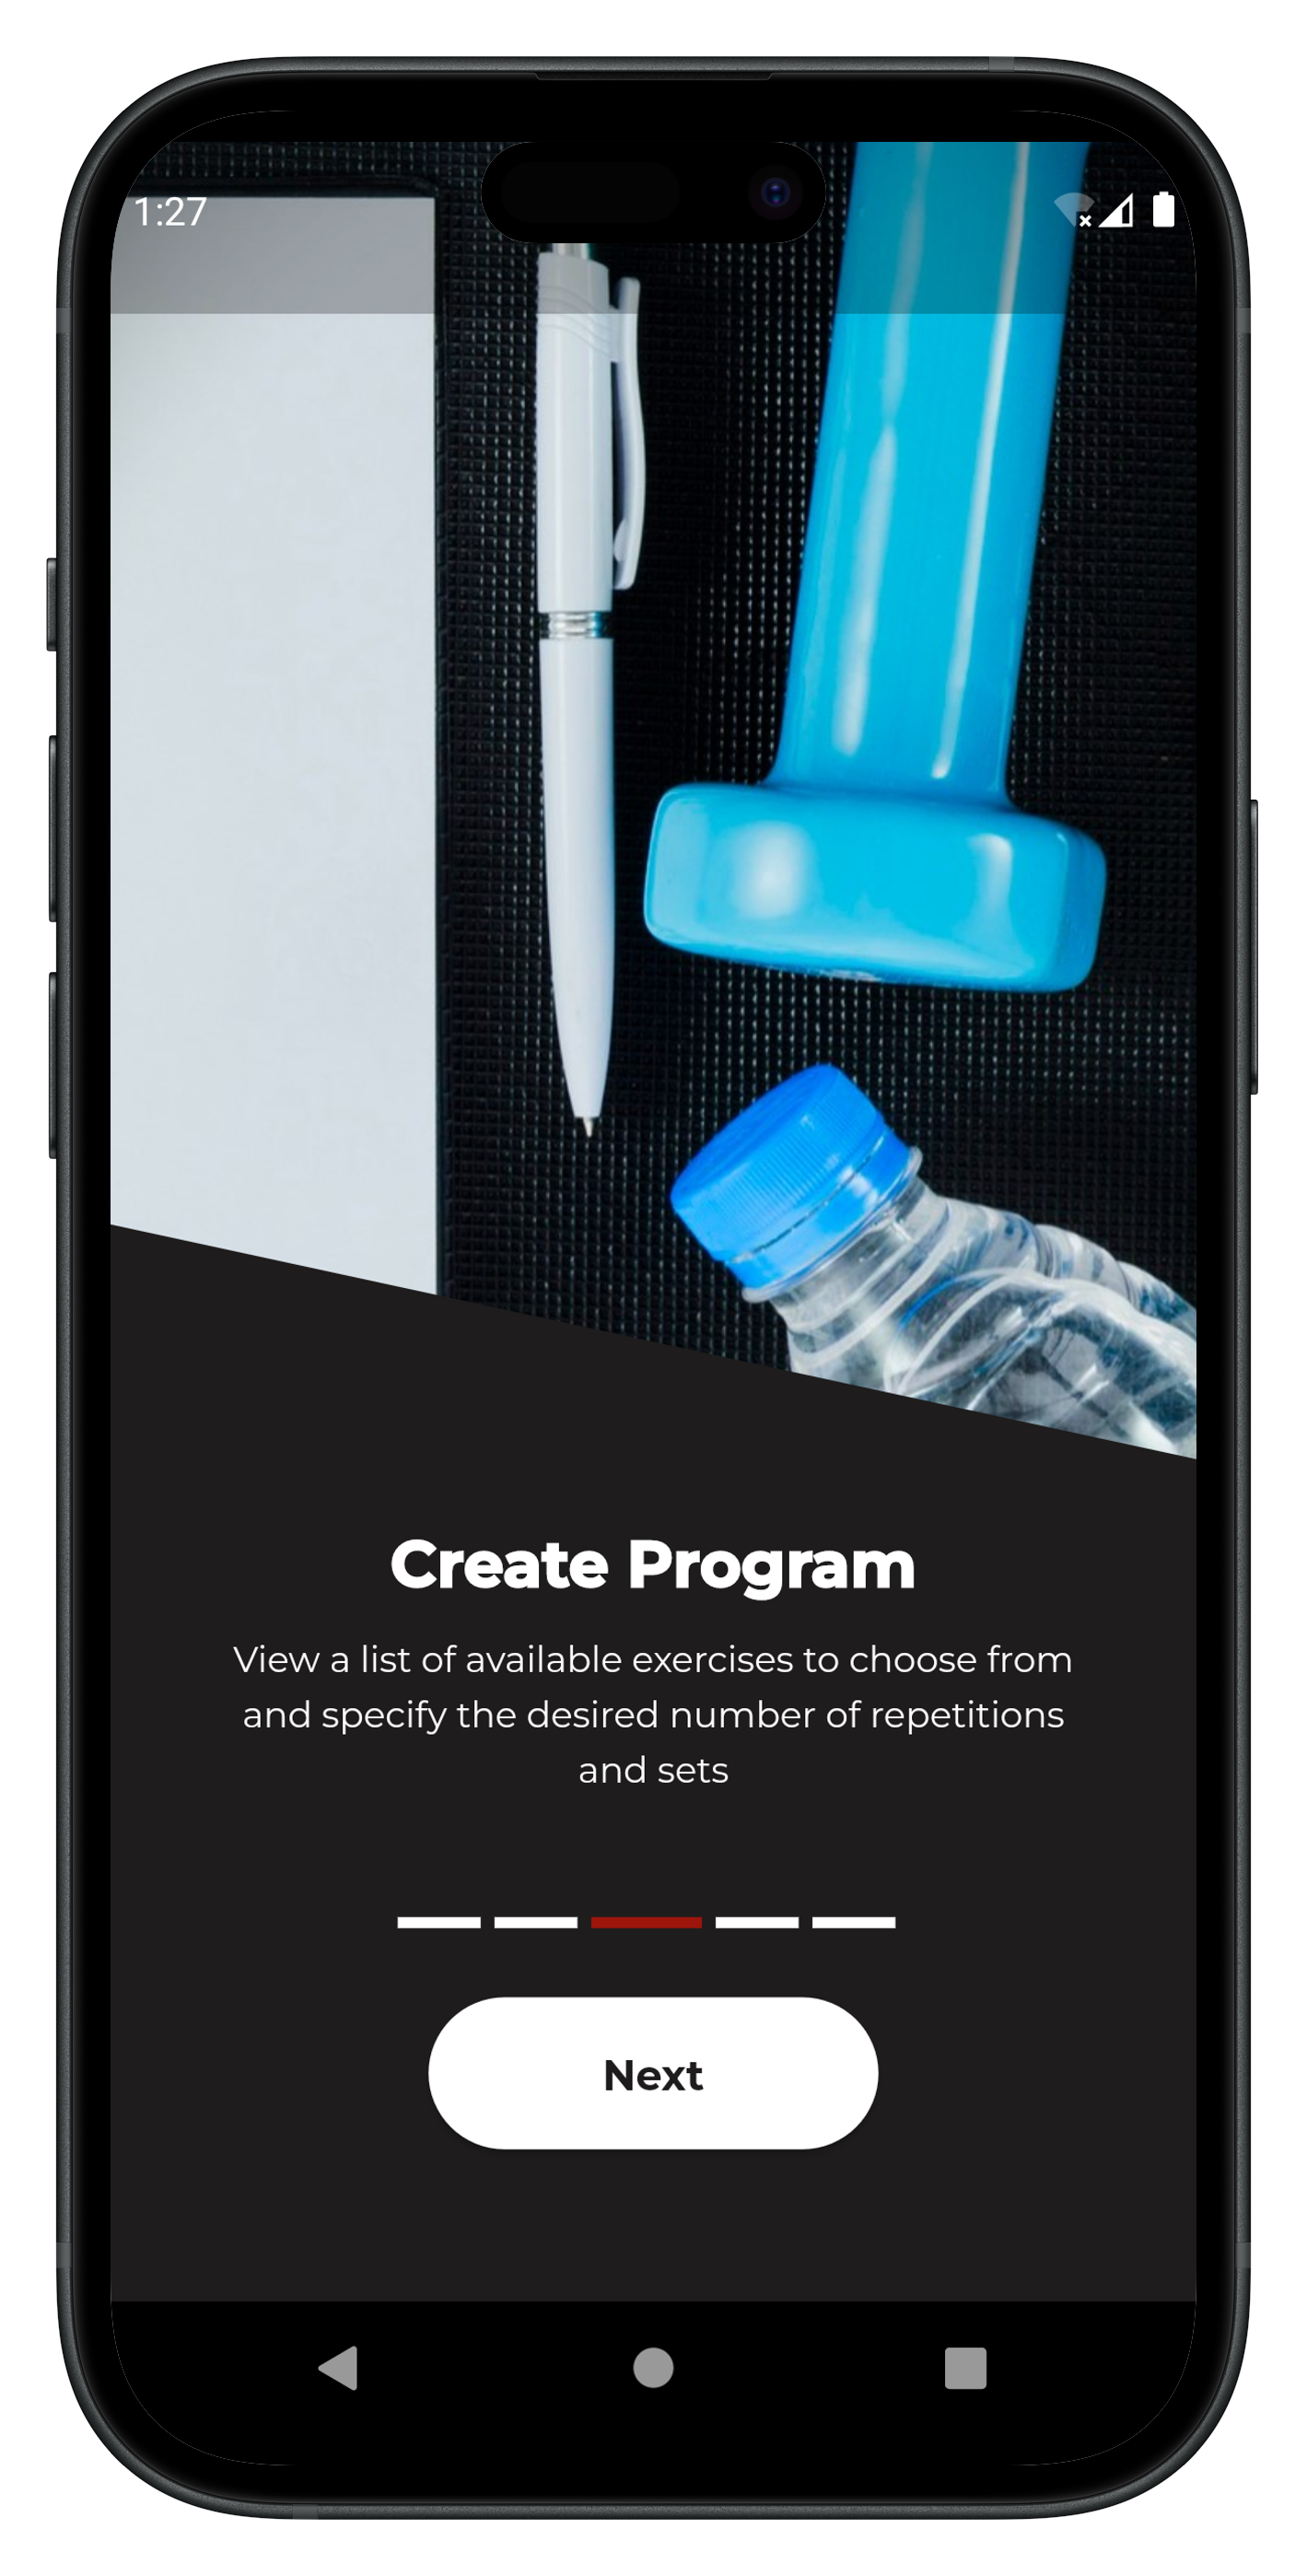 1:27
Create Program
View a list of available exercises to choose from
and specify the desired number of repetitions
and sets
Next